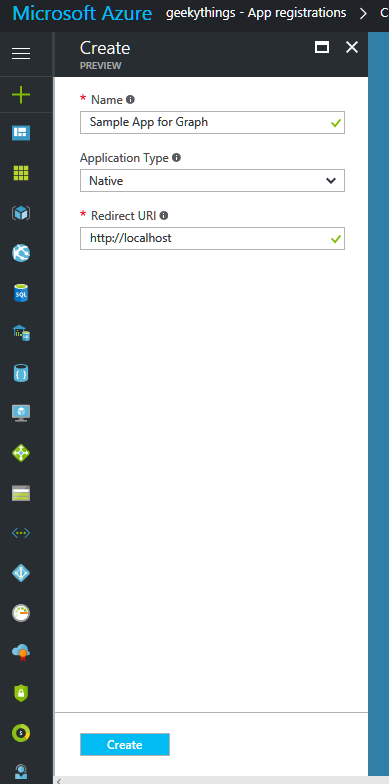 Microsoft Azure geekythings - App registrations > C
Create
PREVIEW
* Name
Sample App for Graph
Application Type
Native
* Redirect URI
http://localhost
SQL
Create